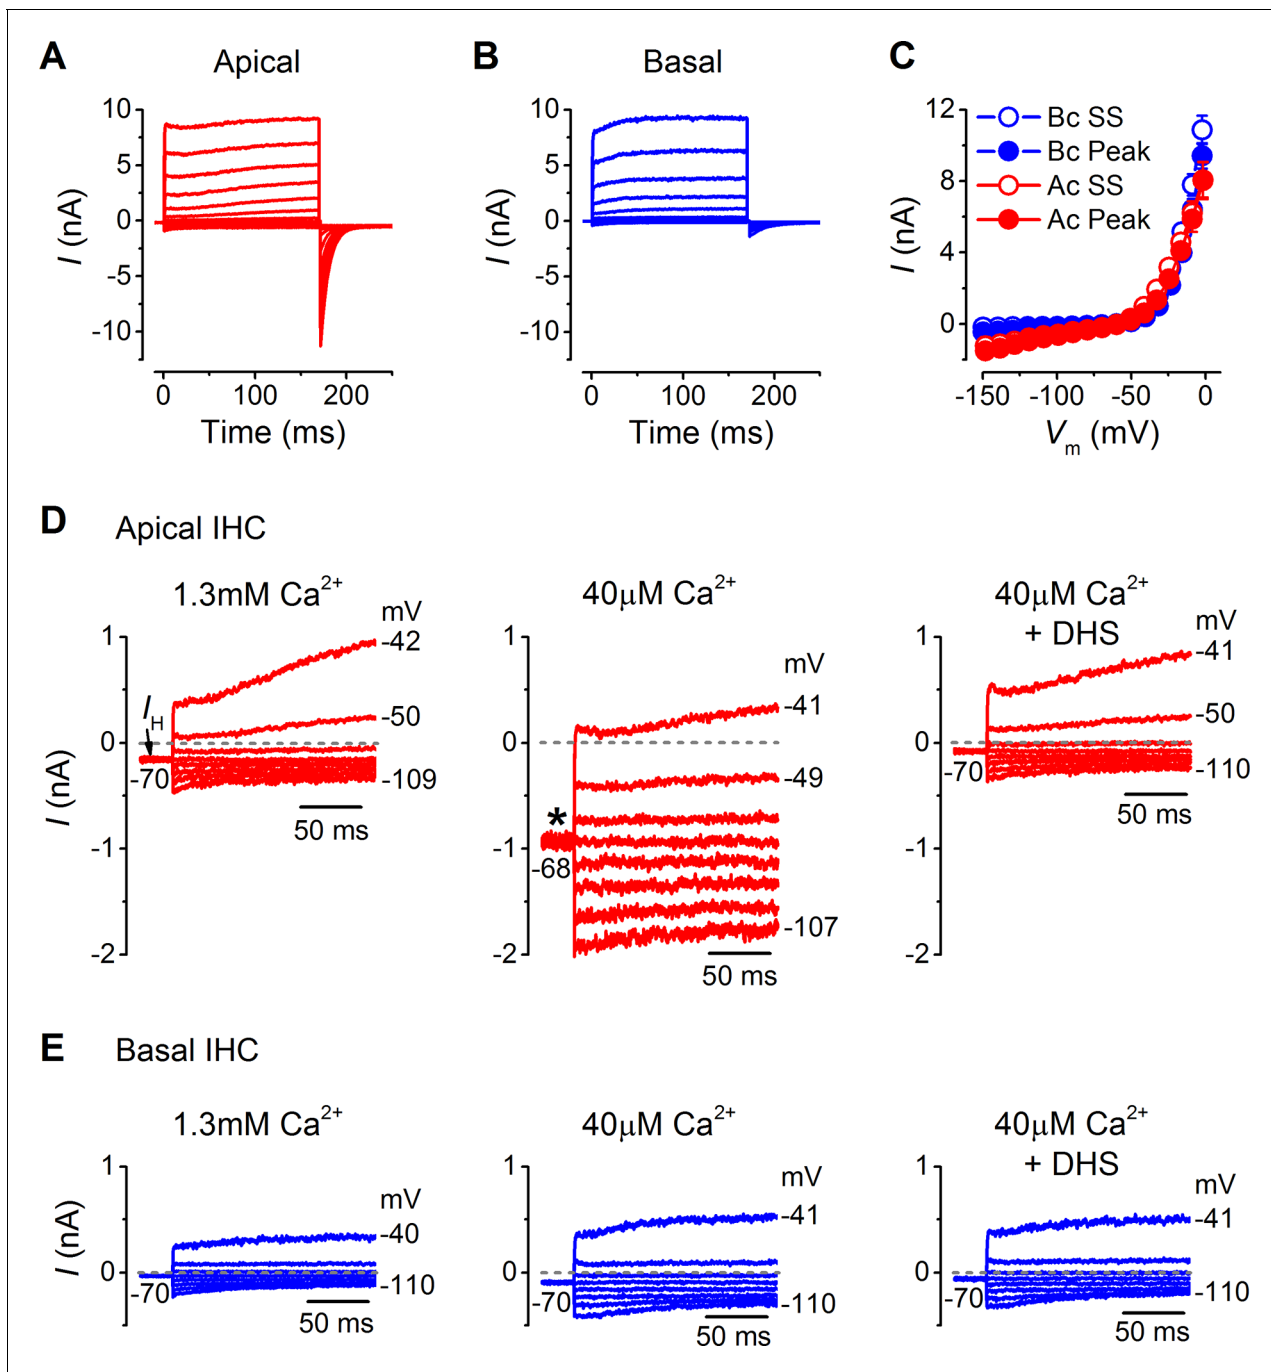 A
Apical
10
5
0
-5
-10
I (nA)
0
100
200
Time (ms)
B
Basal
10
5
0
-5
-10
I (nA)
0
100
200
Time (ms)
C
Bc SS
Bc Peak
Ac SS
Ac Peak
12
8
4
0
I (nA)
-150
-100
-50
0
Vm (mV)
D
Apical IHC
1.3mM Ca2+
mV
-42
-50
-109
IH
-70
1
0
-1
-2
I (nA)
50 ms
40μM Ca2+
mV
-41
-49
-107
*
-68
1
0
-1
-2
50 ms
40μM Ca2+
+ DHS
mV
-41
-50
-110
-70
1
0
-1
-2
50 ms
E
Basal IHC
1.3mM Ca2+
mV
-40
-110
-70
1
0
I (nA)
50 ms
40μM Ca2+
mV
-41
-110
-70
1
0
50 ms
40μM Ca2+
+ DHS
mV
-41
-110
-70
1
0
50 ms